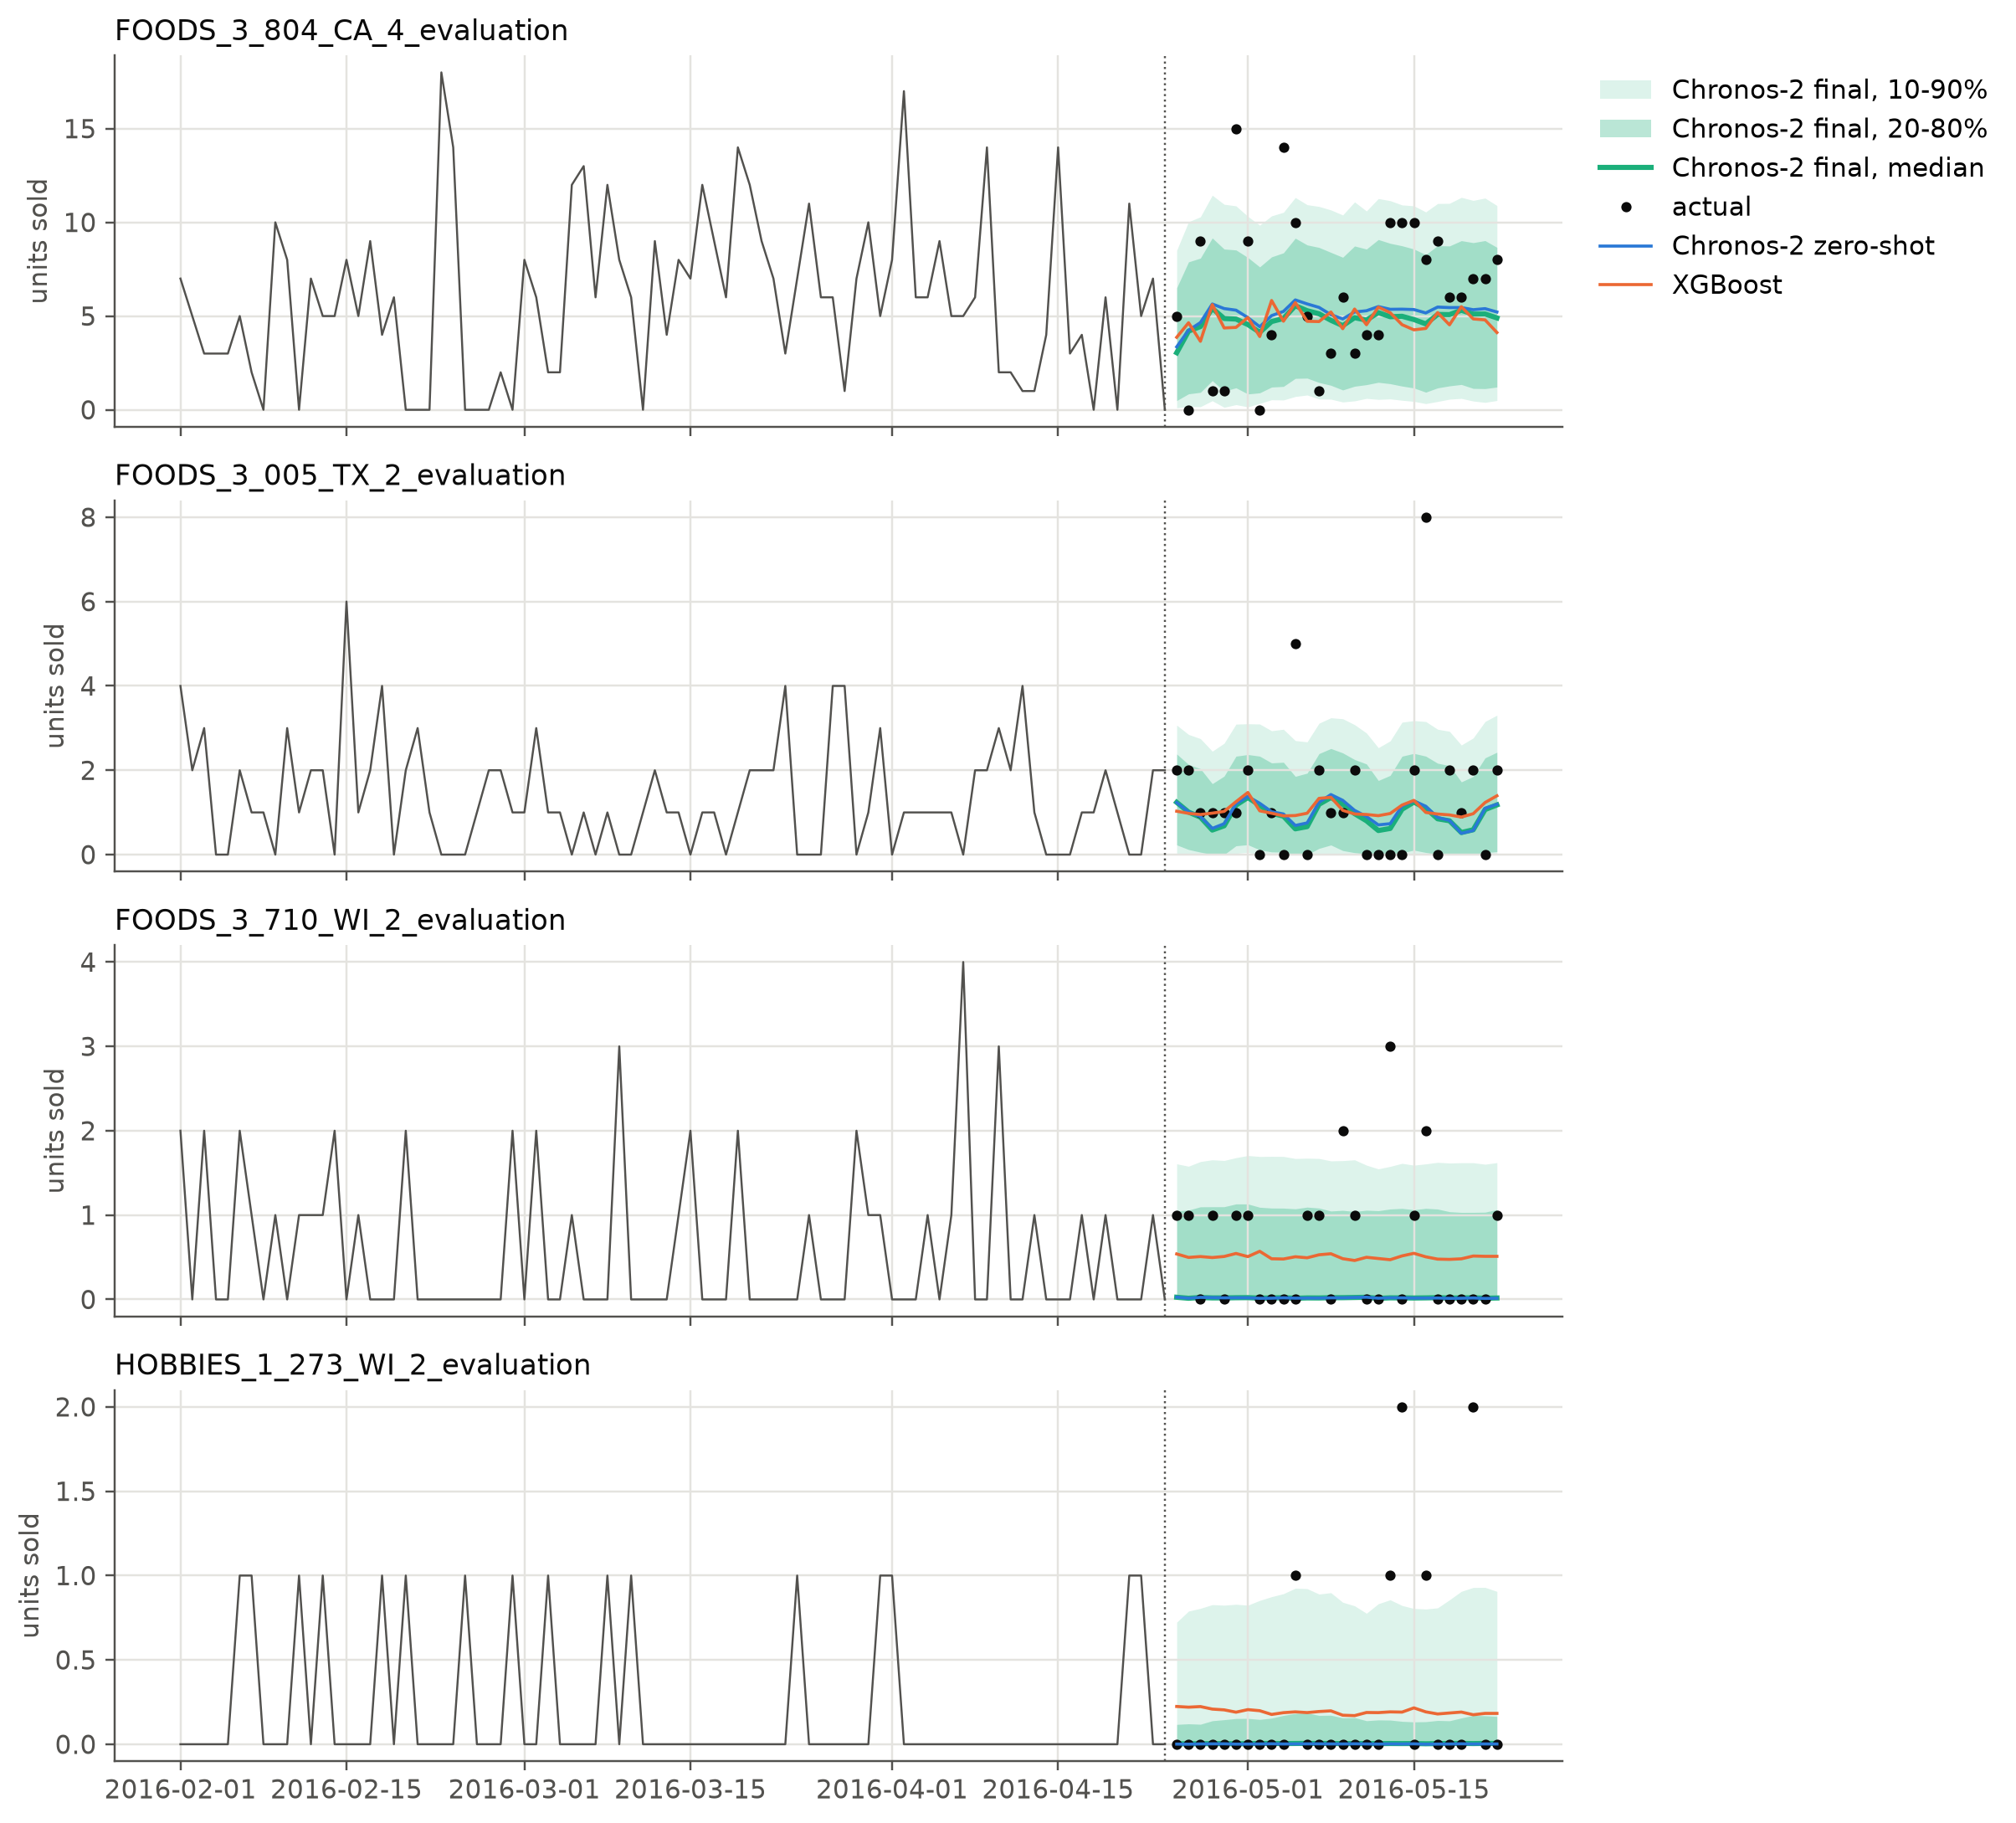 FOODS_3_804_CA_4_evaluation
units sold
15
10
5
0
Chronos-2 final, 10-90%
Chronos-2 final, 20-80%
Chronos-2 final, median
actual
Chronos-2 zero-shot
XGBoost
FOODS_3_005_TX_2_evaluation
units sold
8
6
4
2
0
FOODS_3_710_WI_2_evaluation
units sold
4
3
2
1
0
HOBBIES_1_273_WI_2_evaluation
units sold
2.0
1.5
1.0
0.5
0.0
2016-02-01 2016-02-15 2016-03-01 2016-03-15 2016-04-01 2016-04-15 2016-05-01 2016-05-15